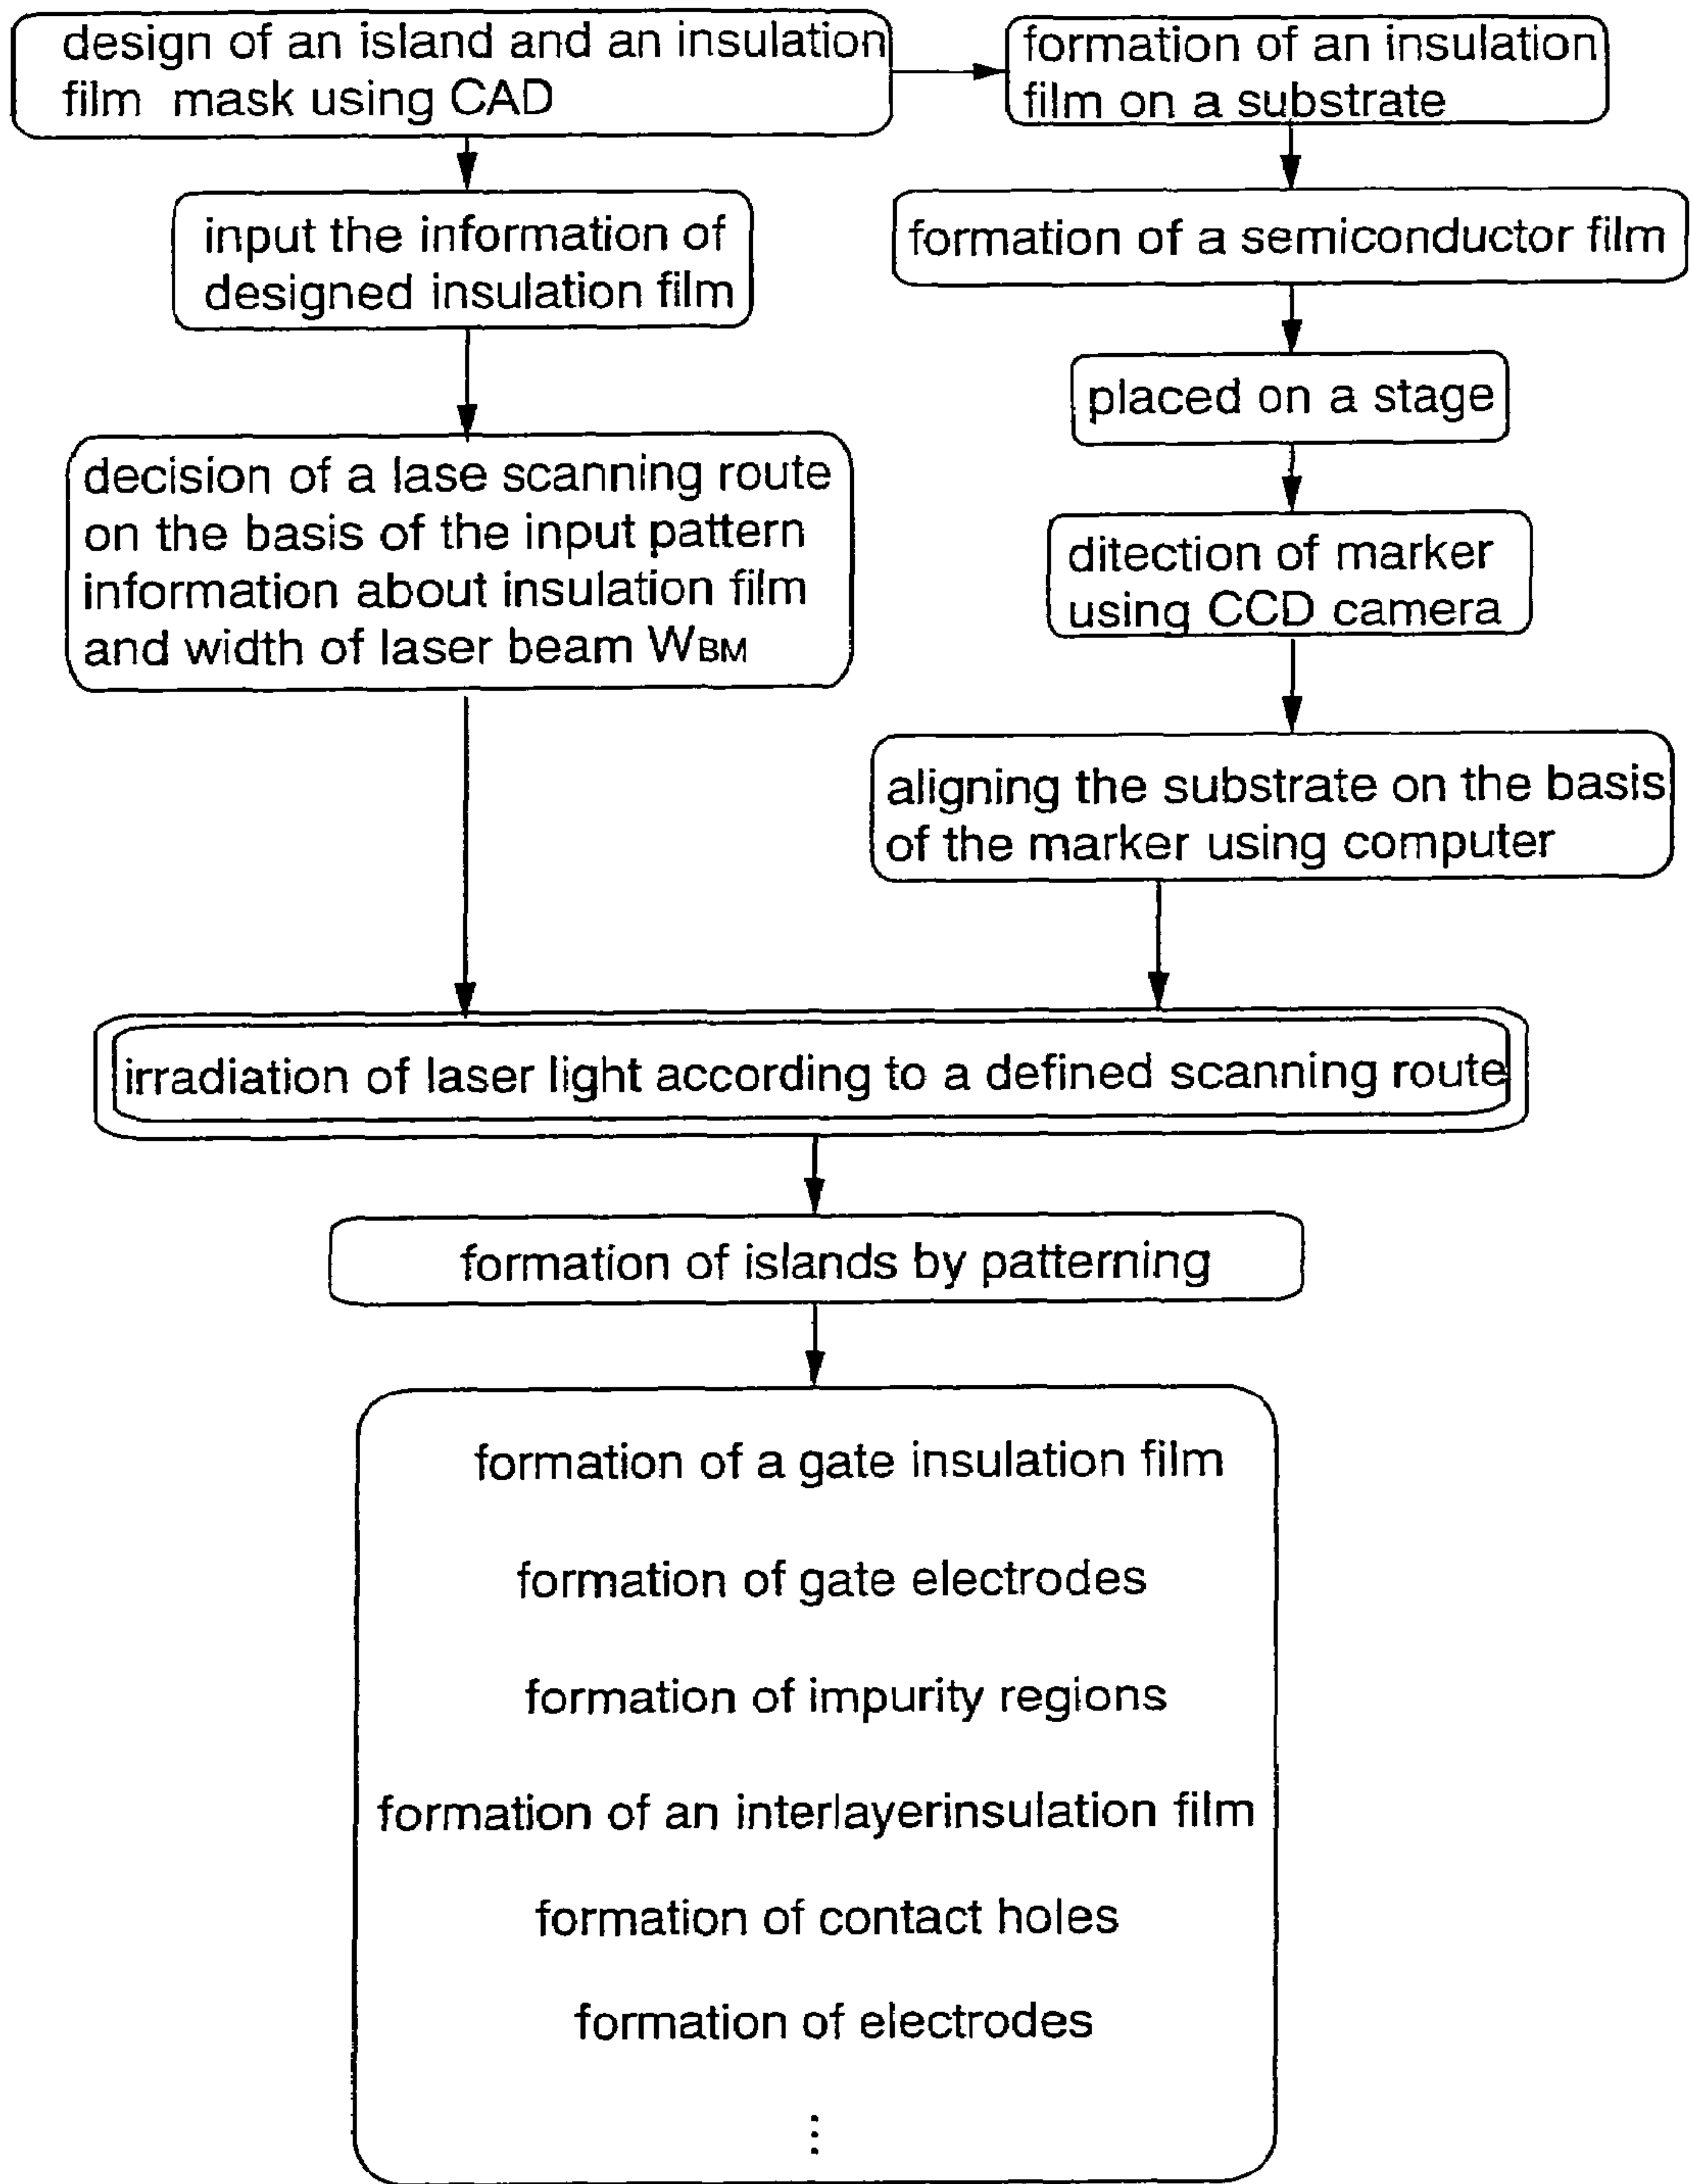 design of an island and an insulation
film mask using CAD
formation of an insulation
film on a substrate
input the information of
designed insulation film
formation of a semiconductor film
placed on a stage
decision of a lase scanning route
on the basis of the input pattern
information about insulation film
and width of laser beam WBM
ditection of marker
using CCD camera
aligning the substrate on the basis
of the marker using computer
irradiation of laser light according to a defined scanning route
formation of islands by patterning
formation of a gate insulation film
formation of gate electrodes
formation of impurity regions
formation of an interlayerinsulation film
formation of contact holes
formation of electrodes
⋮